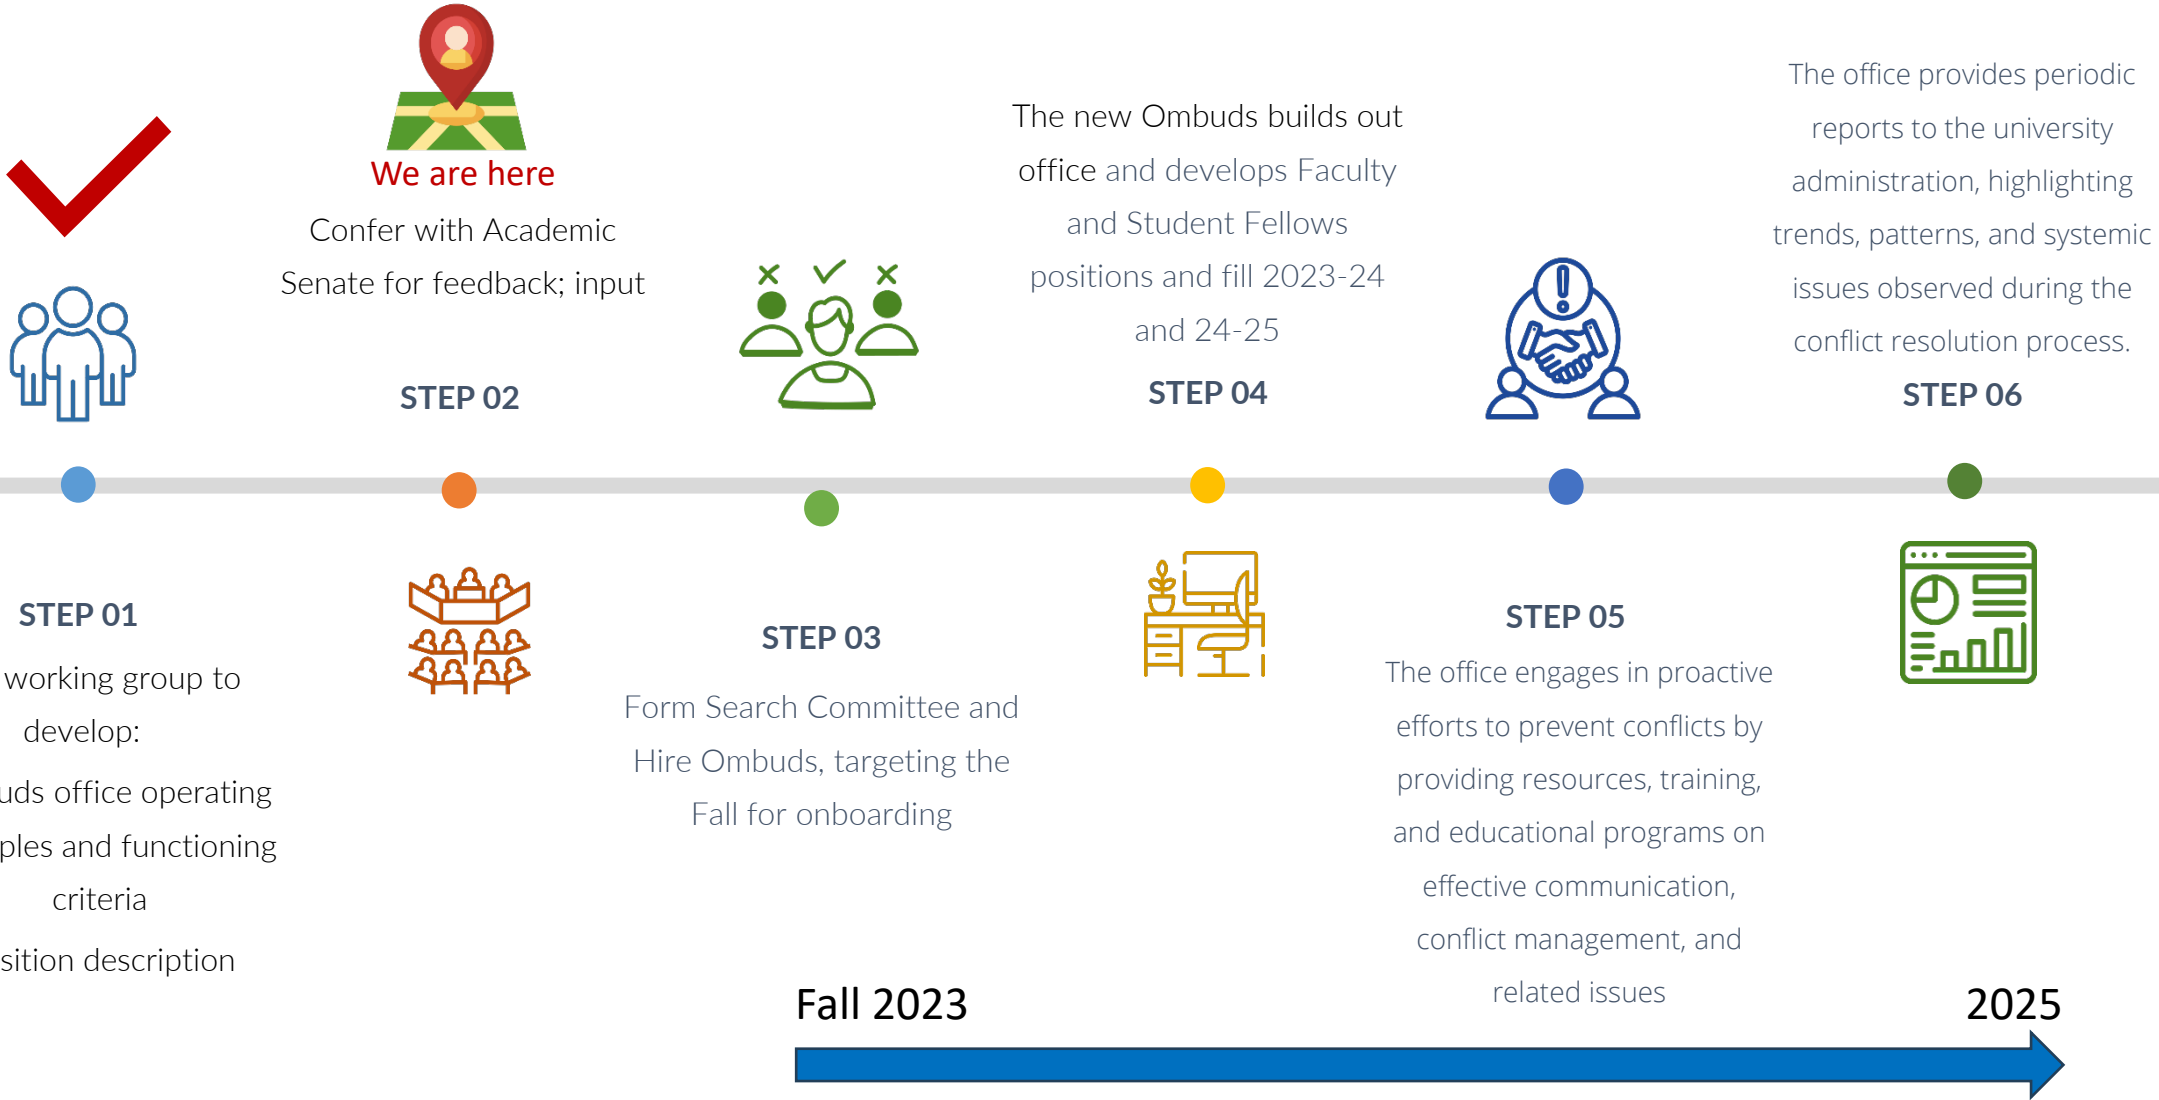 STEP 01
working group to
develop:
office operating
and functioning
criteria
description
We are here
Confer with Academic
Senate for feedback; input
STEP 02
STEP 03
Form Search Committee and
Hire Ombuds, targeting the
Fall for onboarding
The new Ombuds builds out
office and develops Faculty
and Student Fellows
positions and fill 2023-24
and 24-25
STEP 04
STEP 05
The office engages in proactive
efforts to prevent conflicts by
providing resources, training,
and educational programs on
effective communication,
conflict management, and
related issues
The office provides periodic
reports to the university
administration, highlighting
trends, patterns, and systemic
issues observed during the
conflict resolution process.
STEP 06
Fall 2023
2025